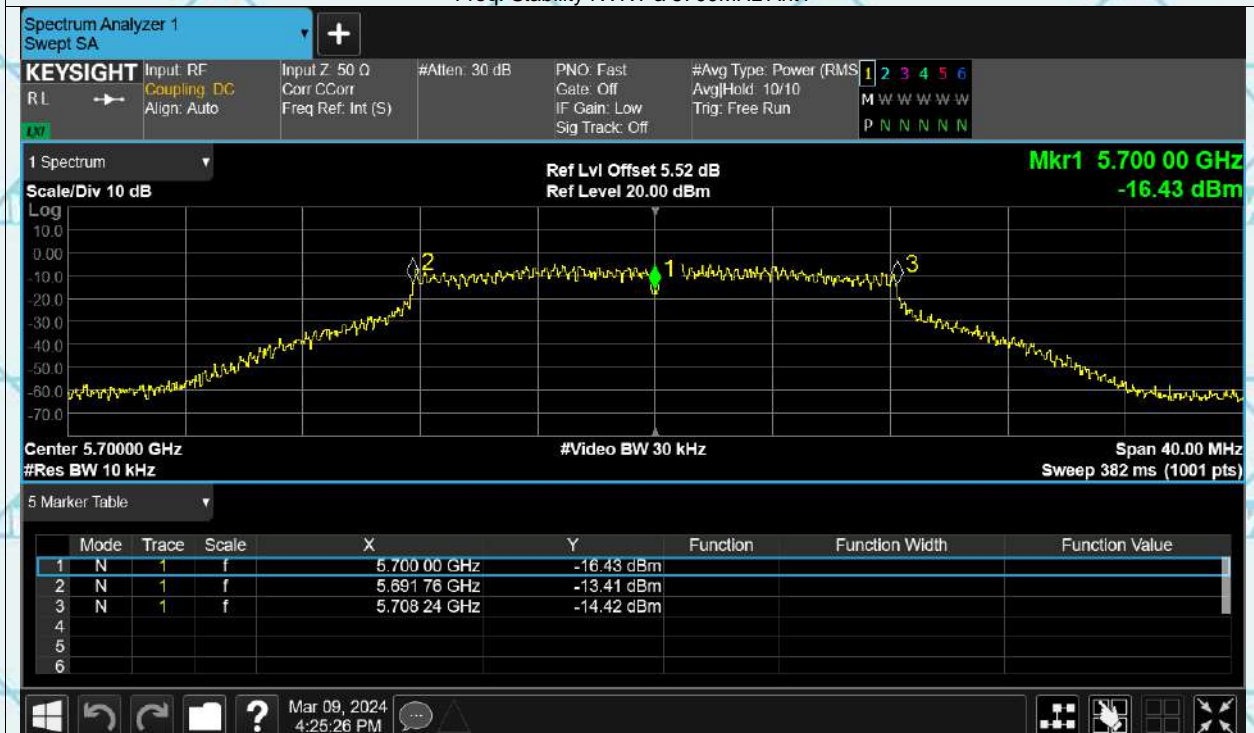 Spectrum Analyzer 1
Swept SA
+
KEYSIGHT
RL
LXI
Input: RF
Coupling: DC
Align: Auto
Input Z: 50 Ω
Corr CCorr
Freq Ref: Int (S)
#Atten: 30 dB
PNO: Fast
Gate: Off
IF Gain: Low
Sig Track: Off
#Avg Type: Power (RMS
Avg|Hold: 10/10
Trig: Free Run
1 2 3 4 5 6
M W W W W W
P N N N N N
1 Spectrum
Scale/Div 10 dB
Ref Lvl Offset 5.52 dB
Ref Level 20.00 dBm
Mkr1 5.700 00 GHz
-16.43 dBm
Log
10.0
0.00
-10.0
-20.0
-30.0
-40.0
-50.0
-60.0
-70.0
2
1
3
Center 5.70000 GHz
#Res BW 10 kHz
#Video BW 30 kHz
Span 40.00 MHz
Sweep 382 ms (1001 pts)
5 Marker Table
Mode Trace Scale X Y Function Function Width Function Value
1 N 1 f 5.700 00 GHz -16.43 dBm
2 N 1 f 5.691 76 GHz -13.41 dBm
3 N 1 f 5.708 24 GHz -14.42 dBm
4
5
6
?
Mar 09, 2024
4:25:26 PM